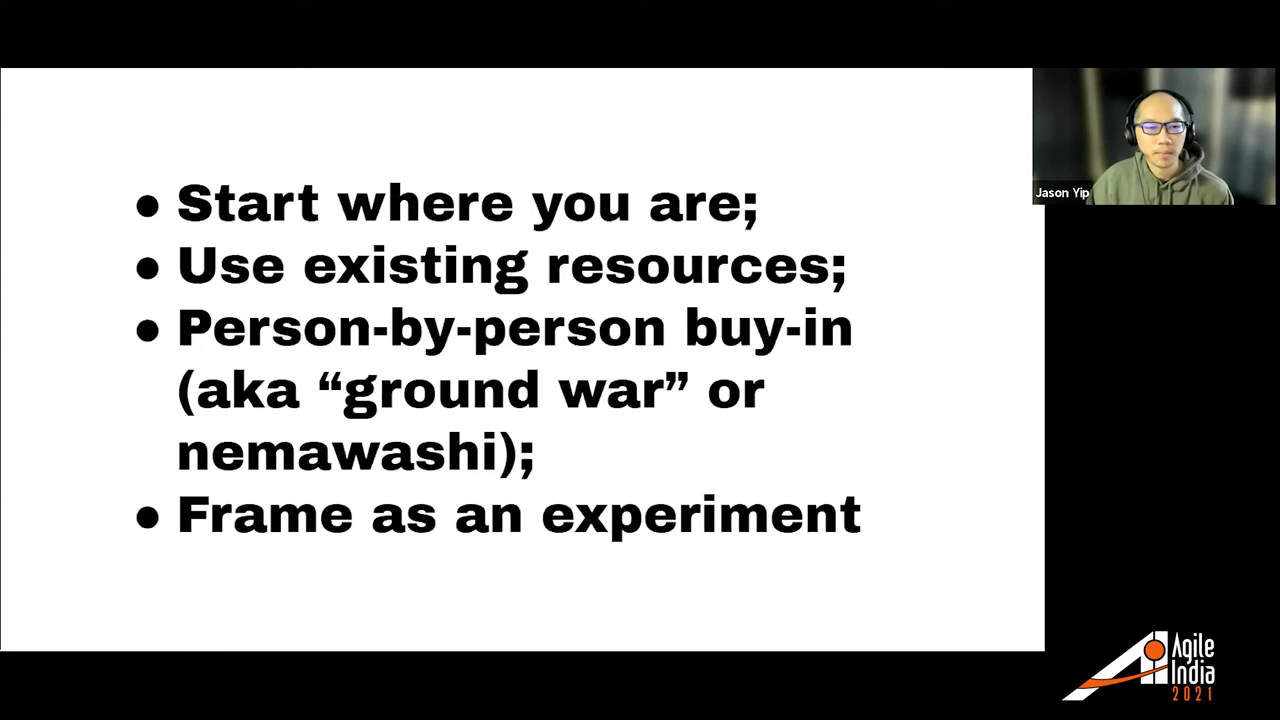 ● Start where you are;
● Use existing resources;
● Person-by-person buy-in
(aka “ground war” or
nemawashi);
● Frame as an experiment
Jason Yip
Agile
India
2021